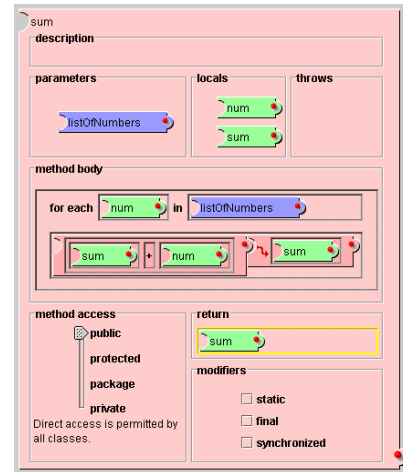 sum
description
parameters
locals
throws
listOfNumbers
num
sum
method body
for each num in listOfNumbers
sum + num sum
method access
return
public
sum
protected
modifiers
package
static
private
final
Direct access is permitted by
all classes.
synchronized